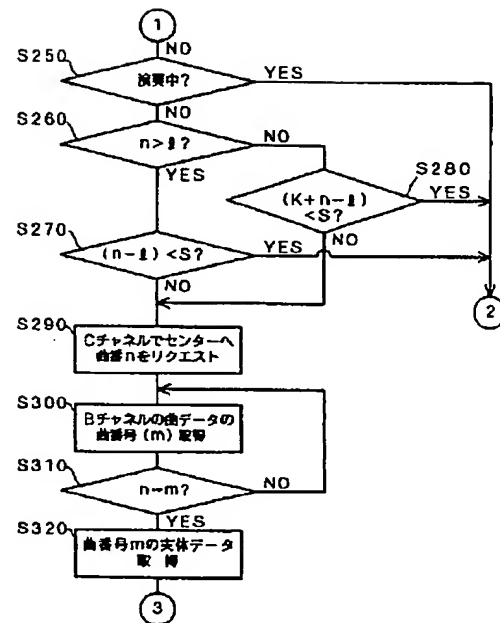 1
NO
S250
演奏中?
YES
NO
S260
n>ℓ?
NO
YES
S280
(K+n-ℓ)
<S?
YES
NO
S270
(n-ℓ)<S?
YES
NO
2
S290
Cチャネルでセンターへ
曲番nをリクエスト
S300
Bチャネルの曲データの
曲番号(m)取得
S310
n=m?
NO
YES
S320
曲番号mの実体データ
取 得
3